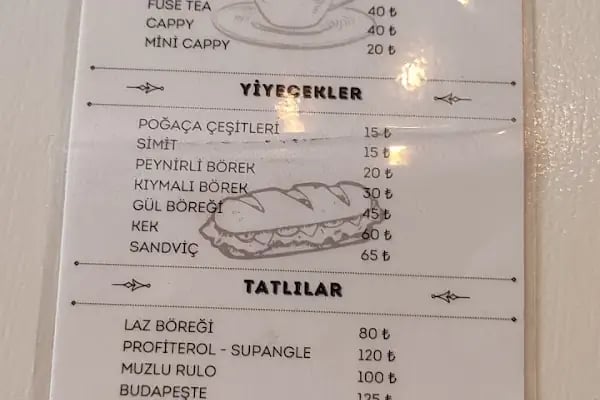 FUSE TEA 40 ₺
CAPPY 40 ₺
MİNİ CAPPY 20 ₺
YİYEÇEKLER
POĞAÇA ÇEŞİTLERİ 15 ₺
SİMİT 15 ₺
PEYNİRLİ BÖREK 20 ₺
KIYMALI BÖREK 30 ₺
GÜL BÖREĞİ 45 ₺
KEK 60 ₺
SANDVİÇ 65 ₺
TATLILAR
LAZ BÖREĞİ 80 ₺
PROFİTEROL - SUPANGLE 120 ₺
MUZLU RULO 100 ₺
BUDAPEŞTE 125 ₺